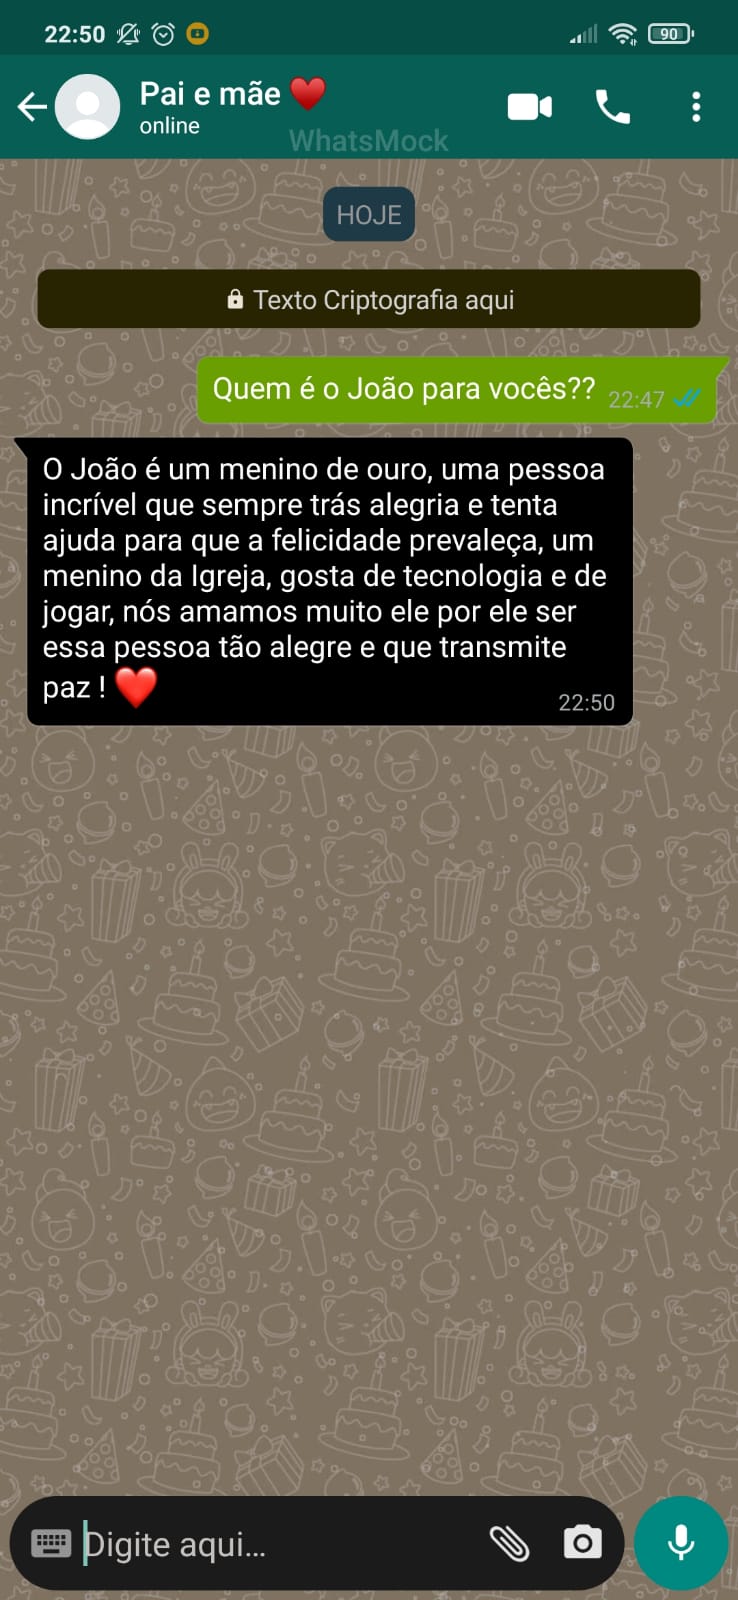 22:50
90
Pai e mãe ❤️
online
WhatsMock
HOJE
Texto Criptografia aqui
Quem é o João para vocês??
22:47
O João é um menino de ouro, uma pessoa
incrível que sempre trás alegria e tenta
ajuda para que a felicidade prevaleça, um
menino da Igreja, gosta de tecnologia e de
jogar, nós amamos muito ele por ele ser
essa pessoa tão alegre e que transmite
paz ! ❤️
22:50
Digite aqui...